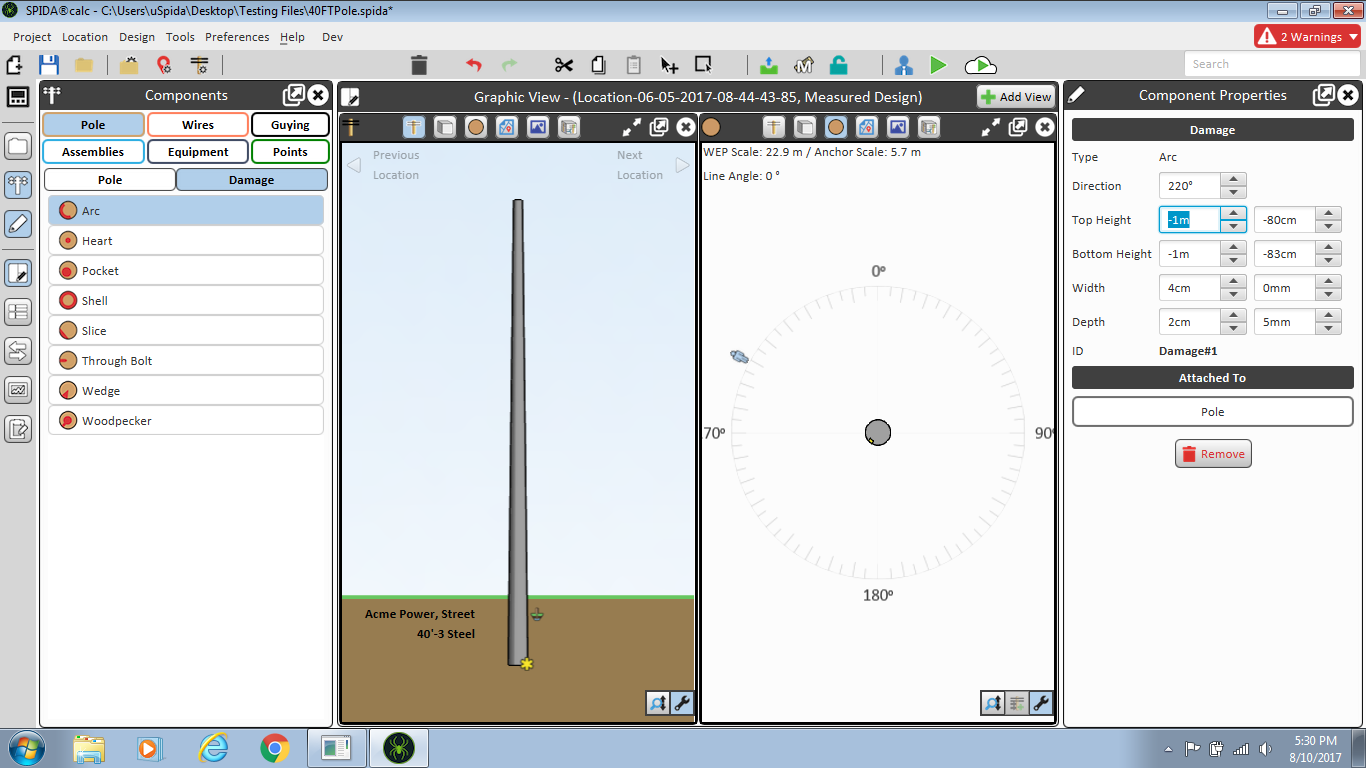 SPIDA®calc - C:\Users\uSpida\Desktop\Testing Files\40FTPole.spida*
Project Location Design Tools Preferences Help Dev
2 Warnings
Search
Components
Pole Wires Guying
Assemblies Equipment Points
Pole Damage
Arc
Heart
Pocket
Shell
Slice
Through Bolt
Wedge
Woodpecker
Graphic View - (Location-06-05-2017-08-44-43-85, Measured Design)
Add View
Previous
Location
Next
Location
Acme Power, Street
40'-3 Steel
WEP Scale: 22.9 m / Anchor Scale: 5.7 m
Line Angle: 0 °
0º
70º
90º
180º
Component Properties
Damage
Type Arc
Direction 220°
Top Height -1m -80cm
Bottom Height -1m -83cm
Width 4cm 0mm
Depth 2cm 5mm
ID Damage#1
Attached To
Pole
Remove
5:30 PM
8/10/2017